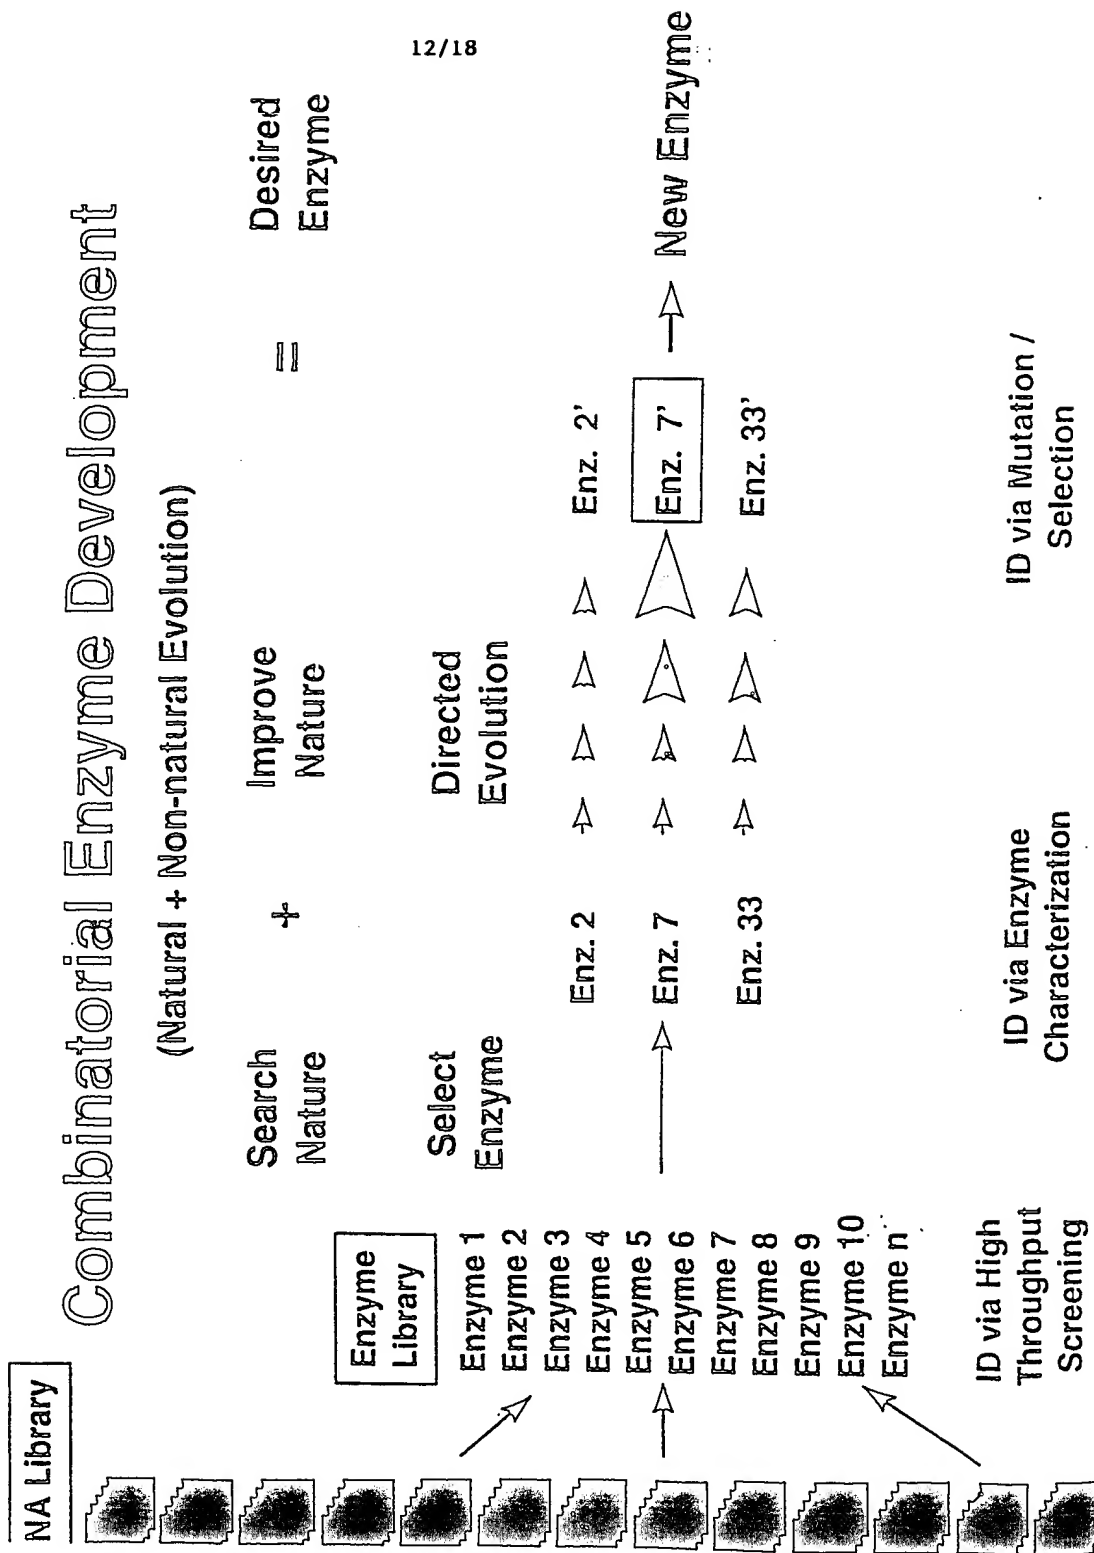 12/18
NA Library
Combinatorial Enzyme Development
(Natural + Non-natural Evolution)
Search
Nature
+
Improve
Nature
=
Desired
Enzyme
Enzyme
Library
Select
Enzyme
Directed
Evolution
Enzyme 1
Enzyme 2
Enzyme 3
Enzyme 4
Enzyme 5
Enzyme 6
Enzyme 7
Enzyme 8
Enzyme 9
Enzyme 10
Enzyme n
Enz. 2
Enz. 7
Enz. 33
Enz. 2'
Enz. 7'
Enz. 33'
New Enzyme
ID via High
Throughput
Screening
ID via Enzyme
Characterization
ID via Mutation /
Selection